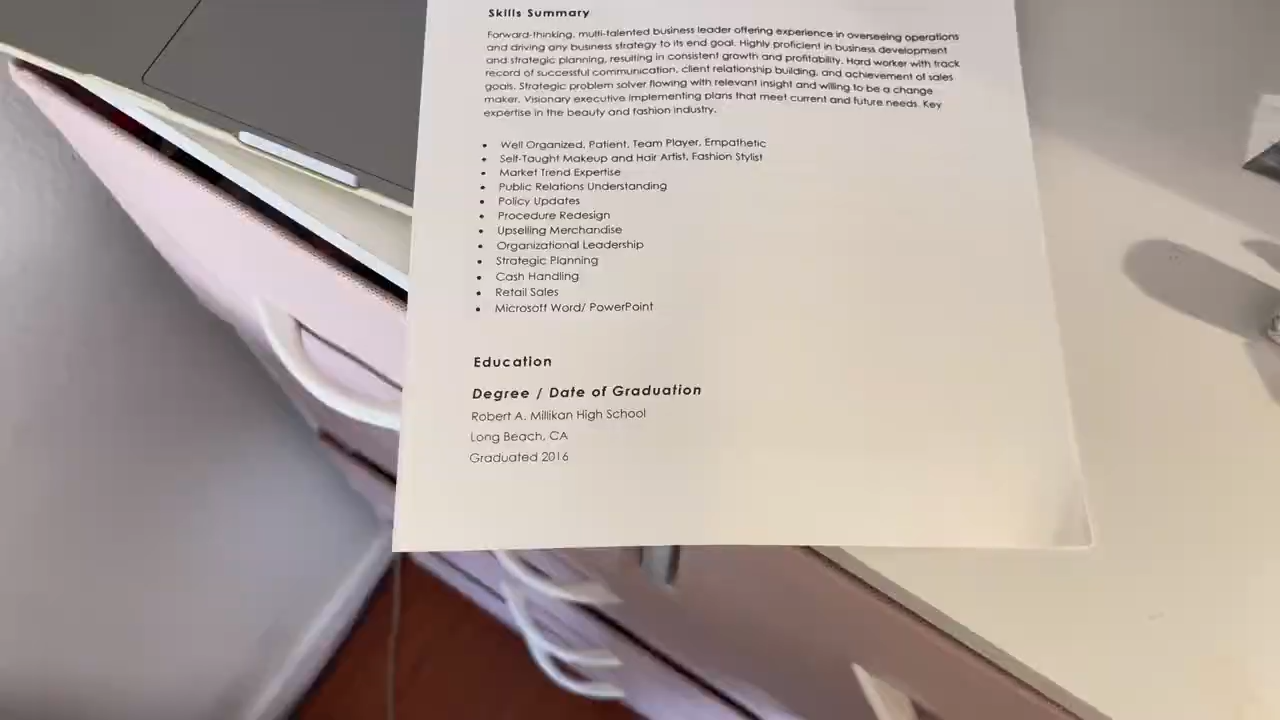 Skills Summary
Forward-thinking, multi-talented business leader offering experience in overseeing operations
and driving any business strategy to its end goal. Highly proficient in business development
and strategic planning, resulting in consistent growth and profitability. Hard worker with track
record of successful communication, client relationship building, and achievement of sales
goals. Strategic problem solver flowing with relevant insight and willing to be a change
maker. Visionary executive implementing plans that meet current and future needs. Key
expertise in the beauty and fashion industry.
• Well Organized, Patient, Team Player, Empathetic
• Self-Taught Makeup and Hair Artist, Fashion Stylist
• Market Trend Expertise
• Public Relations Understanding
• Policy Updates
• Procedure Redesign
• Upselling Merchandise
• Organizational Leadership
• Strategic Planning
• Cash Handling
• Retail Sales
• Microsoft Word/ PowerPoint
Education
Degree / Date of Graduation
Robert A. Millikan High School
Long Beach, CA
Graduated 2016